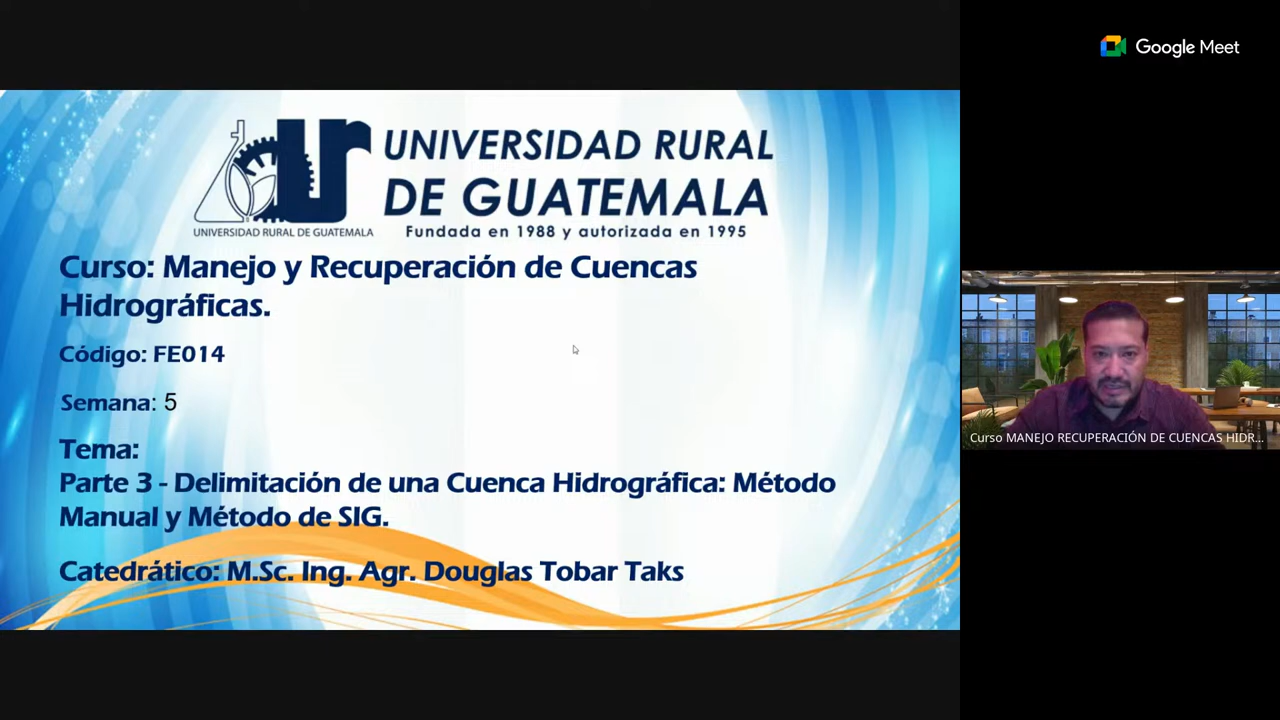 Google Meet
UNIVERSIDAD RURAL
DE GUATEMALA
Fundada en 1988 y autorizada en 1995
ur
UNIVERSIDAD RURAL DE GUATEMALA
Curso: Manejo y Recuperación de Cuencas
Hidrográficas.
Código: FE014
Semana: 5
Tema:
Parte 3 - Delimitación de una Cuenca Hidrográfica: Método
Manual y Método de SIG.
Catedrático: M.Sc. Ing. Agr. Douglas Tobar Taks
Curso MANEJO RECUPERACIÓN DE CUENCAS HIDR...